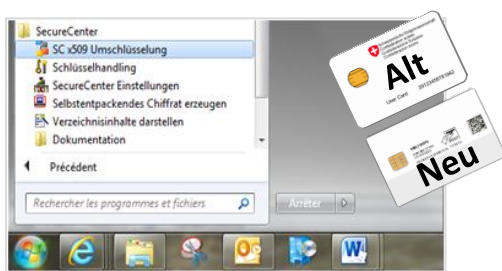 SecureCenter
SC x509 Umschlüsselung
Schlüsselhandling
SecureCenter Einstellungen
Selbstentpackendes Chiffrat erzeugen
Verzeichnisinhalte darstellen
Dokumentation
Précédent
Rechercher les programmes et fichiers
Arrêter
Alt
User Card
Neu